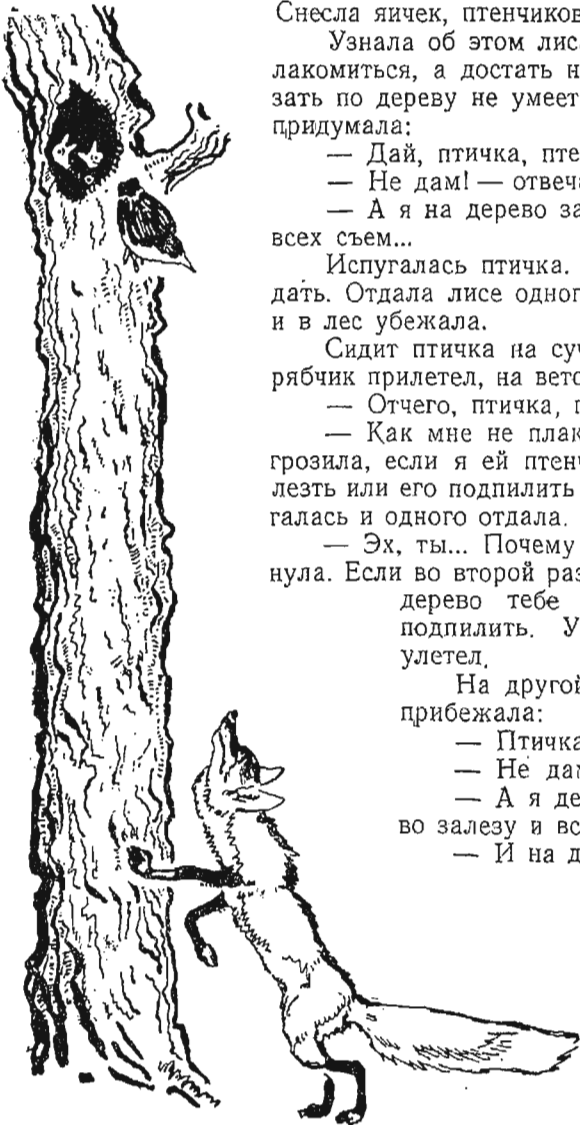 Снесла яичек, птенчиков
Узнала об этом лиса
лакомиться, а достать н
зать по дереву не умеет
придумала:
— Дай, птичка, пте
— Не дам! — отвеча
— А я на дерево за
всех съем...
Испугалась птичка.
дать. Отдала лисе одного
и в лес убежала.
Сидит птичка на суч
рябчик прилетел, на вето
— Отчего, птичка, п
— Как мне не плак
грозила, если я ей птенч
лезть или его подпилить
галась и одного отдала.
— Эх, ты... Почему
нула. Если во второй раз
дерево тебе
подпилить. У
улетел.
На другой
прибежала:
— Птичка
— Не дам
— А я де
во залезу и вс
— И на д